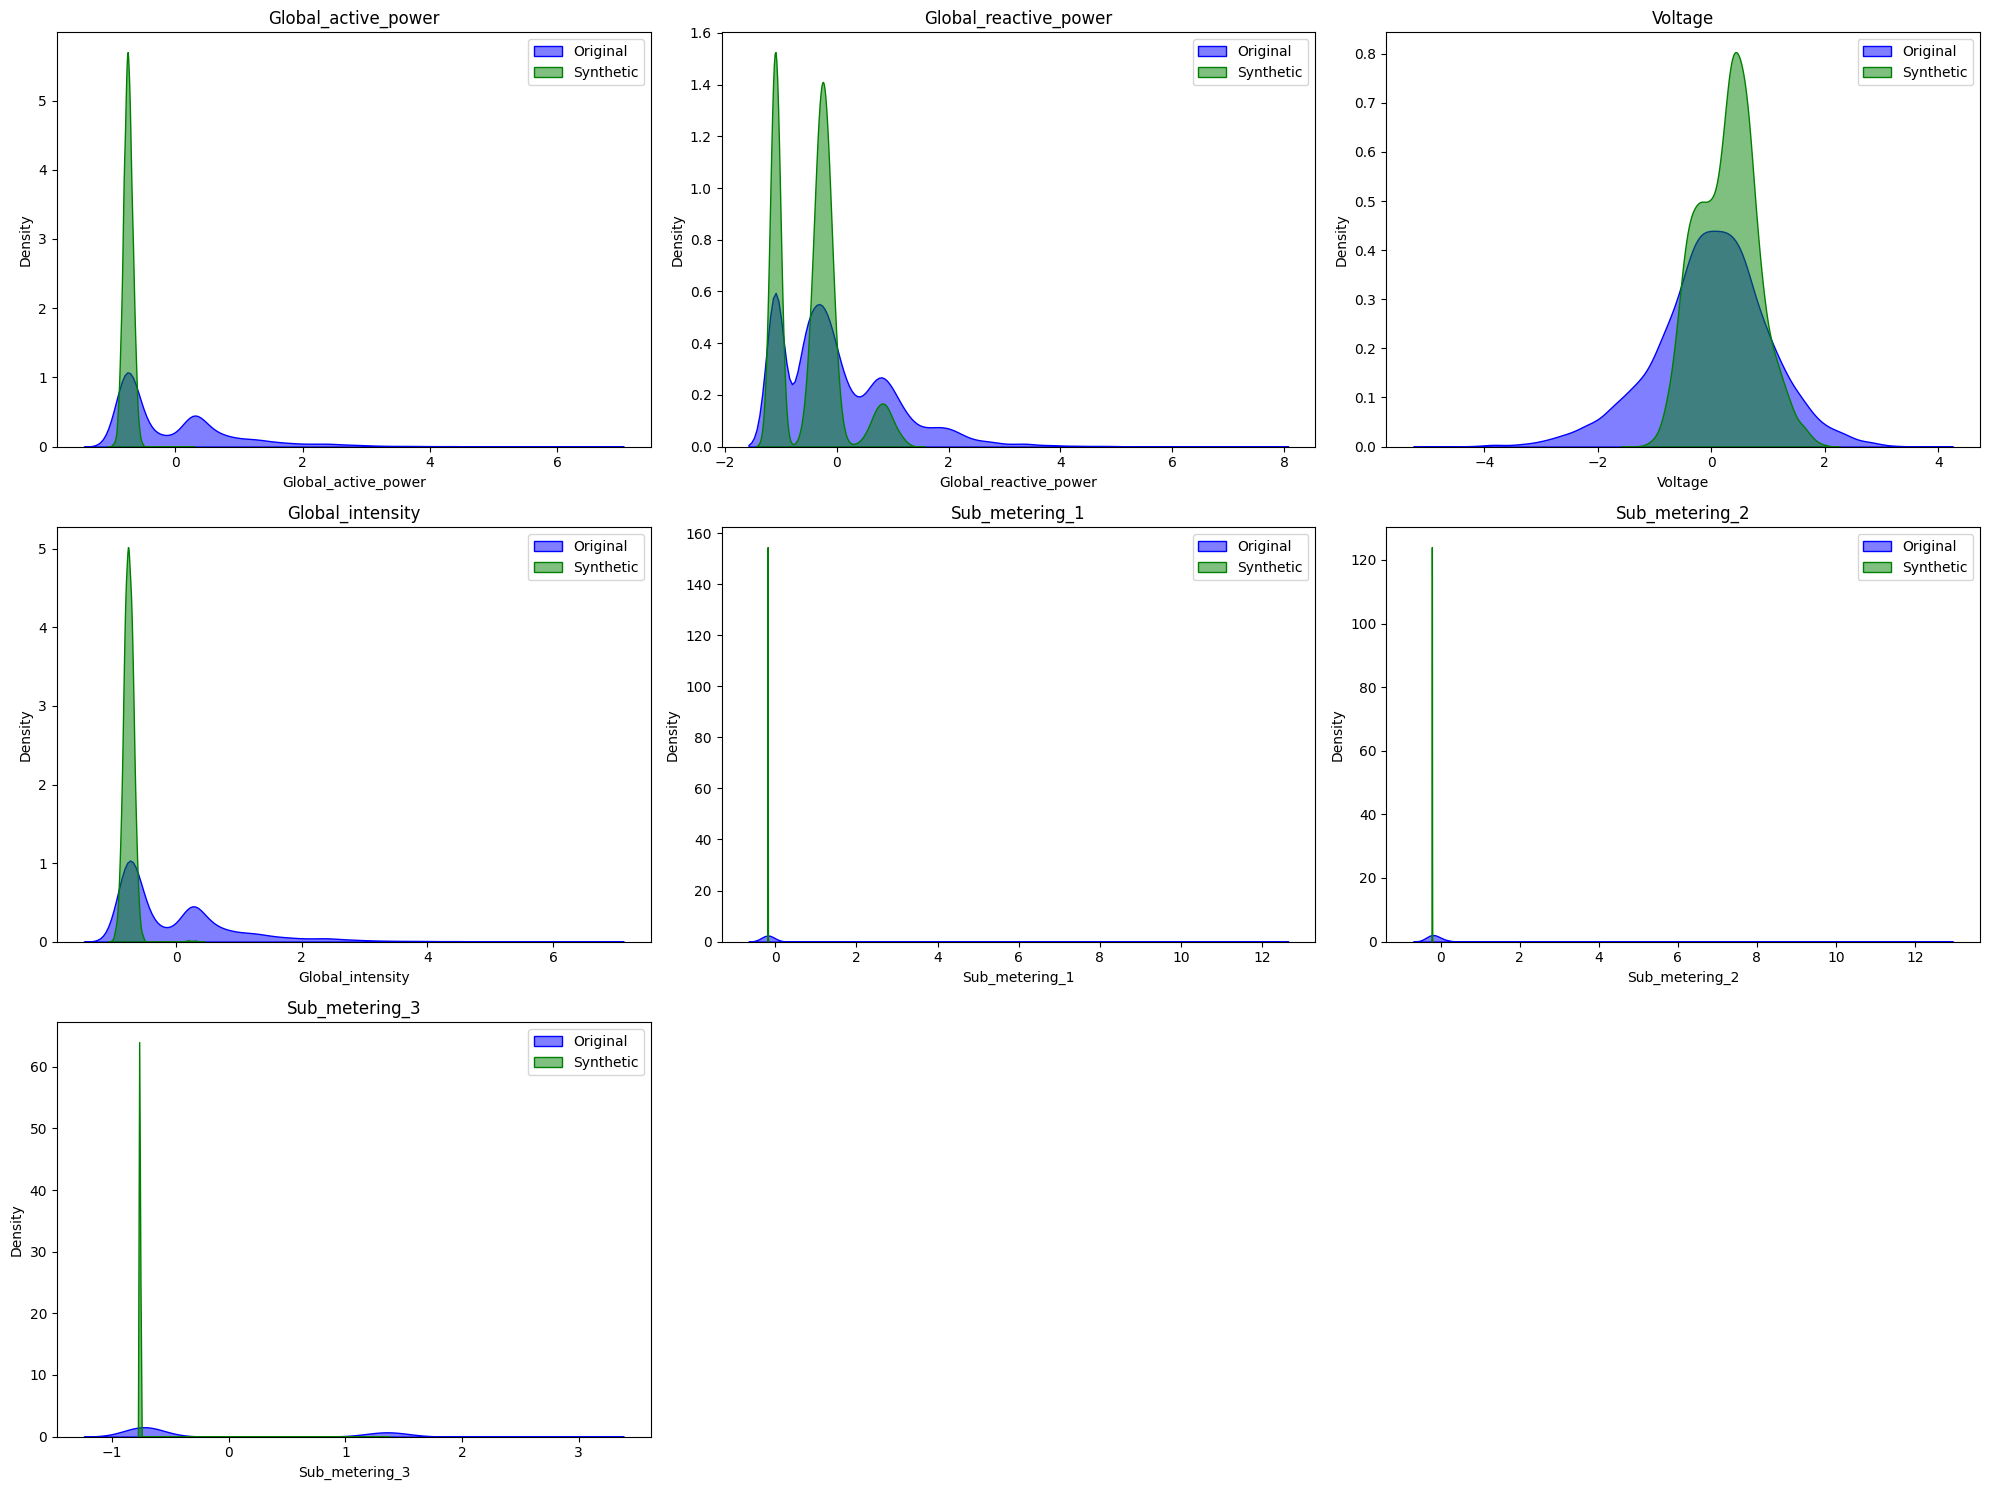 Global_active_power
Original
Synthetic
Density
5
4
3
2
1
0
0 2 4 6
Global_active_power
Global_reactive_power
Original
Synthetic
Density
1.6
1.4
1.2
1.0
0.8
0.6
0.4
0.2
0.0
−2 0 2 4 6 8
Global_reactive_power
Voltage
Original
Synthetic
Density
0.8
0.7
0.6
0.5
0.4
0.3
0.2
0.1
0.0
−4 −2 0 2 4
Voltage
Global_intensity
Original
Synthetic
Density
5
4
3
2
1
0
0 2 4 6
Global_intensity
Sub_metering_1
Original
Synthetic
Density
160
140
120
100
80
60
40
20
0
0 2 4 6 8 10 12
Sub_metering_1
Sub_metering_2
Original
Synthetic
Density
120
100
80
60
40
20
0
0 2 4 6 8 10 12
Sub_metering_2
Sub_metering_3
Original
Synthetic
Density
60
50
40
30
20
10
0
−1 0 1 2 3
Sub_metering_3